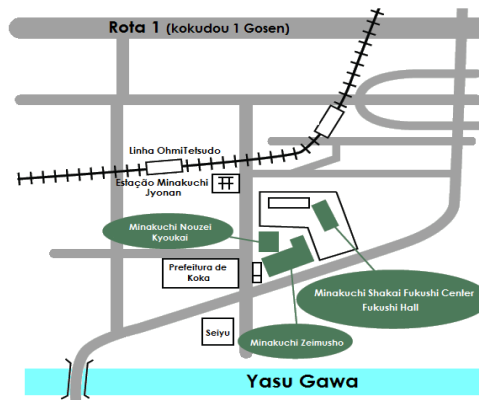 Rota 1 (kokudou 1 Gosen)
Linha OhmiTetsudo
Estação Minakuchi
Jyonan
Minakuchi Nouzei
Kyoukai
Prefeitura de
Koka
Minakuchi Shakai Fukushi Center
Fukushi Hall
Seiyu
Minakuchi Zeimusho
Yasu Gawa